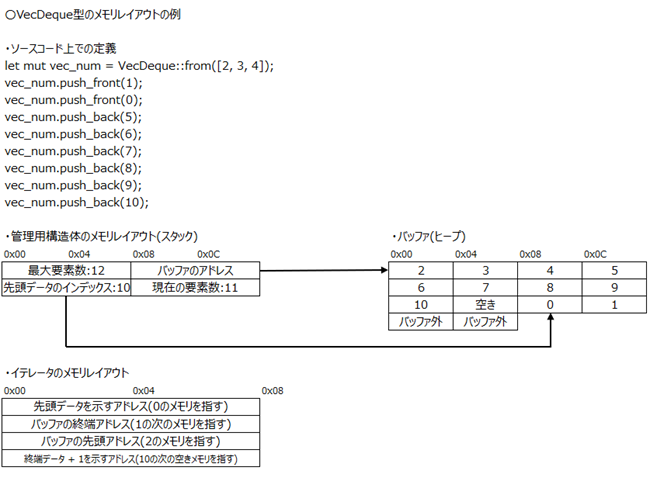 〇VecDeque型のメモリレイアウトの例
・ソースコード上での定義
let mut vec_num = VecDeque::from([2, 3, 4]);
vec_num.push_front(1);
vec_num.push_front(0);
vec_num.push_back(5);
vec_num.push_back(6);
vec_num.push_back(7);
vec_num.push_back(8);
vec_num.push_back(9);
vec_num.push_back(10);
・管理用構造体のメモリレイアウト(スタック)
0x00 0x04 0x08 0x0C
最大要素数:12 バッファのアドレス
先頭データのインデックス:10 現在の要素数:11
・バッファ(ヒープ)
0x00 0x04 0x08 0x0C
2 3 4 5
6 7 8 9
10 空き 0 1
バッファ外 バッファ外
・イテレータのメモリレイアウト
0x00 0x04 0x08
先頭データを示すアドレス(0のメモリを指す)
バッファの終端アドレス(1の次のメモリを指す)
バッファの先頭アドレス(2のメモリを指す)
終端データ + 1を示すアドレス(10の次の空きメモリを指す)